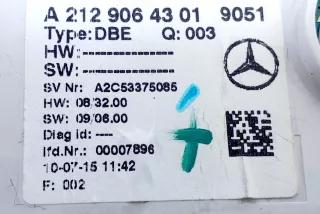 A 212 906 43 01 9051
Type: DBE Q: 003
HW: ---------------
SW: ---------------
SV Nr: A2C53375085
HW: 08/32.00
SW: 09/06.00
Diag id: ----
lfd.Nr.: 00007896
10-07-15 11:42
F: 002